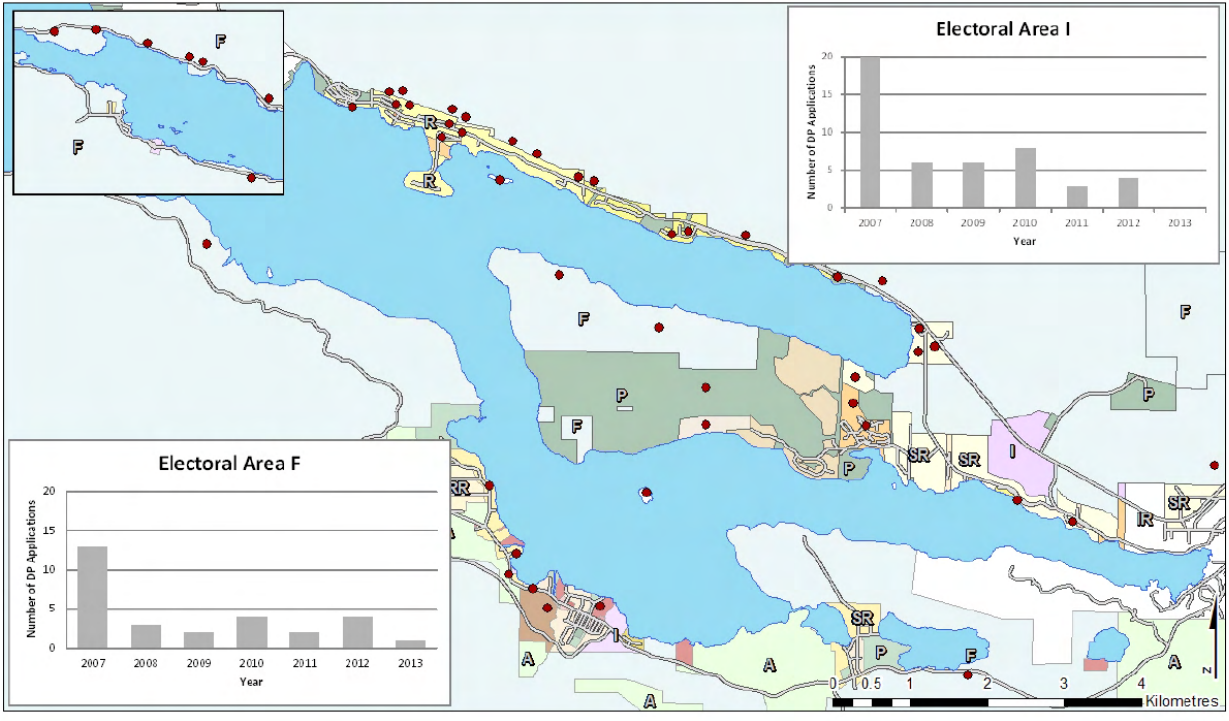 F
F
Electoral Area I
Number of DP Applications
20
15
10
5
0
2007 2008 2009 2010 2011 2012 2013
Year
R
R
F
F
P
P
F
P
SR
SR
I
IR
SR
RR
A
I
SR
P
F
A
A
A
A
Electoral Area F
Number of DP Applications
20
15
10
5
0
2007 2008 2009 2010 2011 2012 2013
Year
0 0.5 1 2 3 4
Kilometres
N